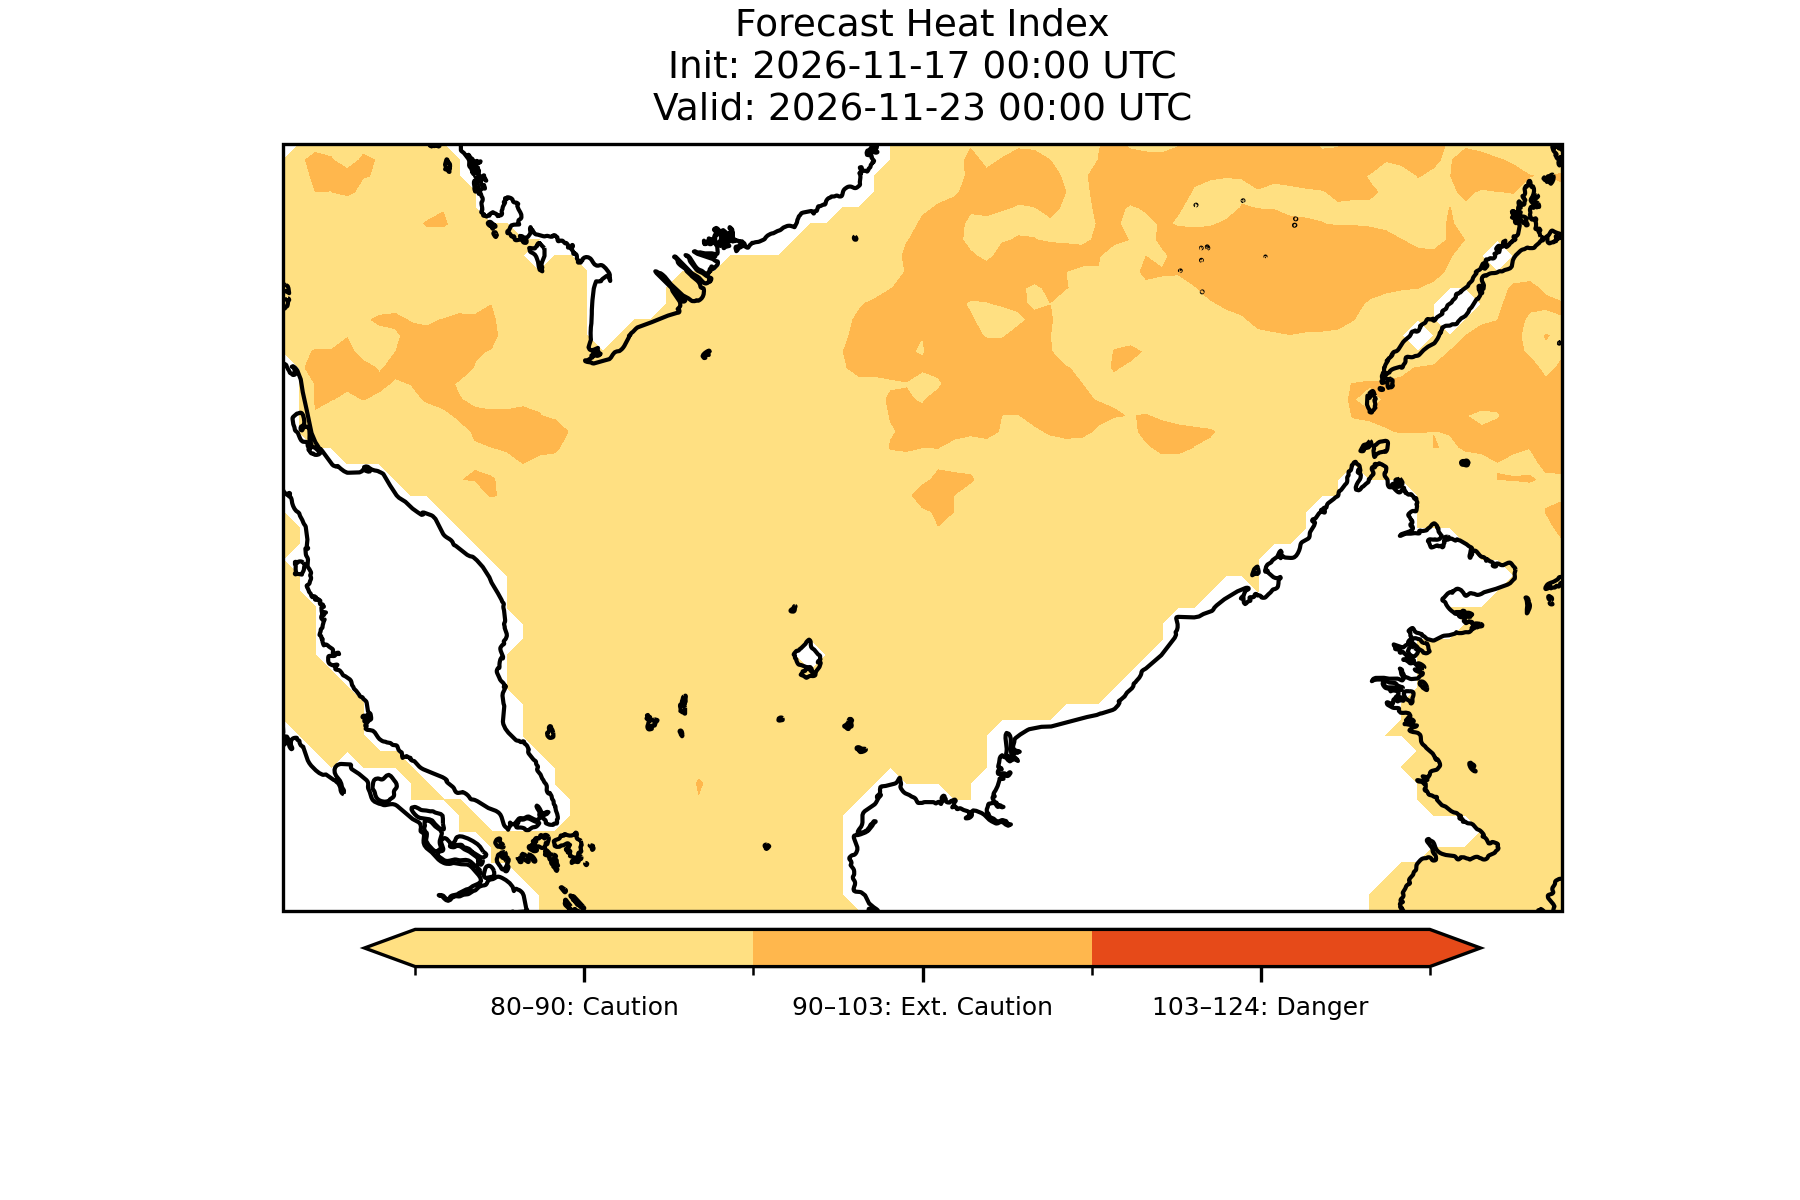 Forecast Heat Index
Init: 2026-11-17 00:00 UTC
Valid: 2026-11-23 00:00 UTC
80–90: Caution
90–103: Ext. Caution
103–124: Danger